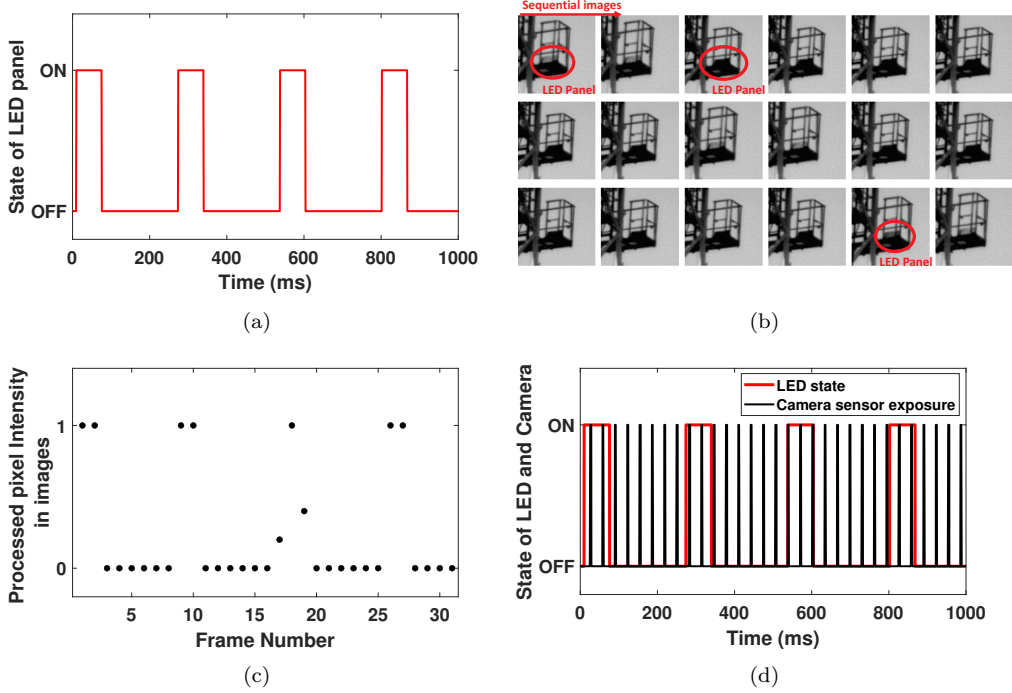 State of LED panel
ON
OFF
0 200 400 600 800 1000
Time (ms)
(a)
Sequential images
LED Panel
LED Panel
LED Panel
(b)
Processed pixel Intensity
in images
1
0
5 10 15 20 25 30
Frame Number
(c)
State of LED and Camera
ON
OFF
LED state
Camera sensor exposure
0 200 400 600 800 1000
Time (ms)
(d)